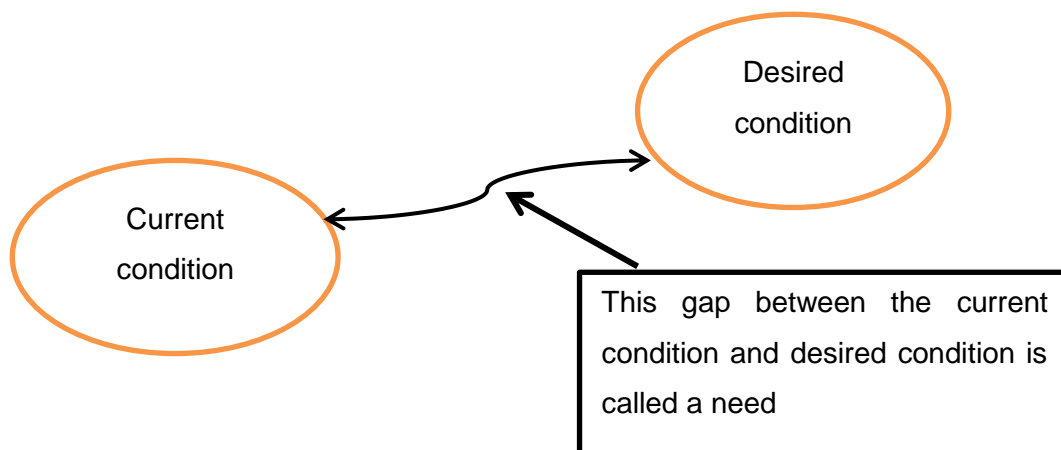 Desired
condition
Current
condition
This gap between the current
condition and desired condition is
called a need